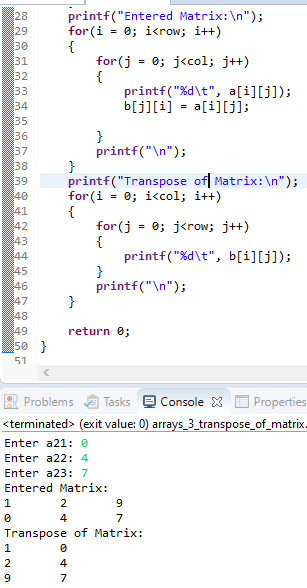 28 printf("Entered Matrix:\n");
29 for(i = 0; i<row; i++)
30 {
31 for(j = 0; j<col; j++)
32 {
33 printf("%d\t", a[i][j]);
34 b[j][i] = a[i][j];
35
36 }
37 printf("\n");
38 }
39 printf("Transpose of Matrix:\n");
40 for(i = 0; i<col; i++)
41 {
42 for(j = 0; j<row; j++)
43 {
44 printf("%d\t", b[i][j]);
45 }
46 printf("\n");
47 }
48
49 return 0;
50 }
51
Problems Tasks Console Properties
<terminated> (exit value: 0) arrays_3_transpose_of_matrix.
Enter a21: 0
Enter a22: 4
Enter a23: 7
Entered Matrix:
1 2 9
0 4 7
Transpose of Matrix:
1 0
2 4
9 7